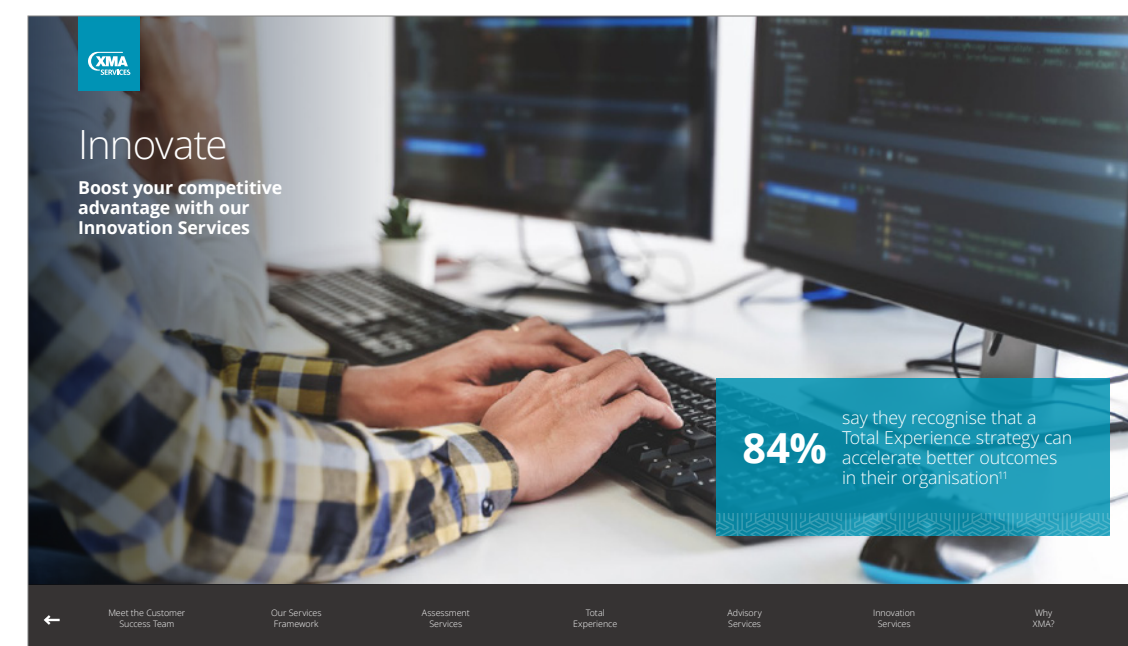 XMA
SERVICES
Innovate
Boost your competitive
advantage with our
Innovation Services
84%
say they recognise that a
Total Experience strategy can
accelerate better outcomes
in their organisation¹¹
←
Meet the Customer
Success Team
Our Services
Framework
Assessment
Services
Total
Experience
Advisory
Services
Innovation
Services
Why
XMA?